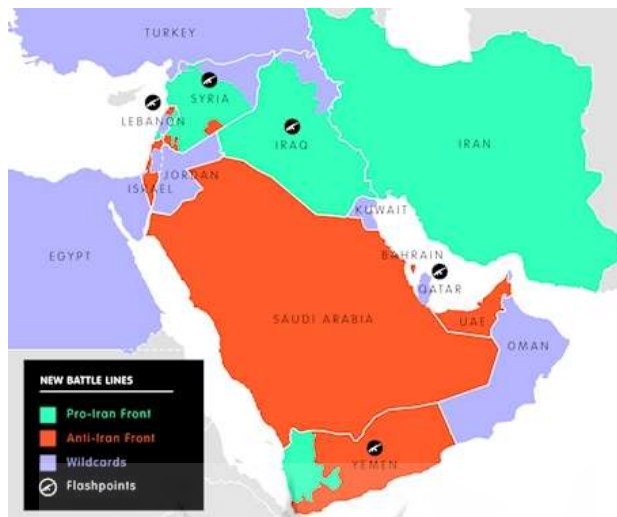 TURKEY
SYRIA
LEBANON
IRAQ
IRAN
ISRAEL
JORDAN
KUWAIT
EGYPT
BAHRAIN
QATAR
SAUDI ARABIA
UAE
OMAN
YEMEN
NEW BATTLE LINES
Pro-Iran Front
Anti-Iran Front
Wildcards
Flashpoints